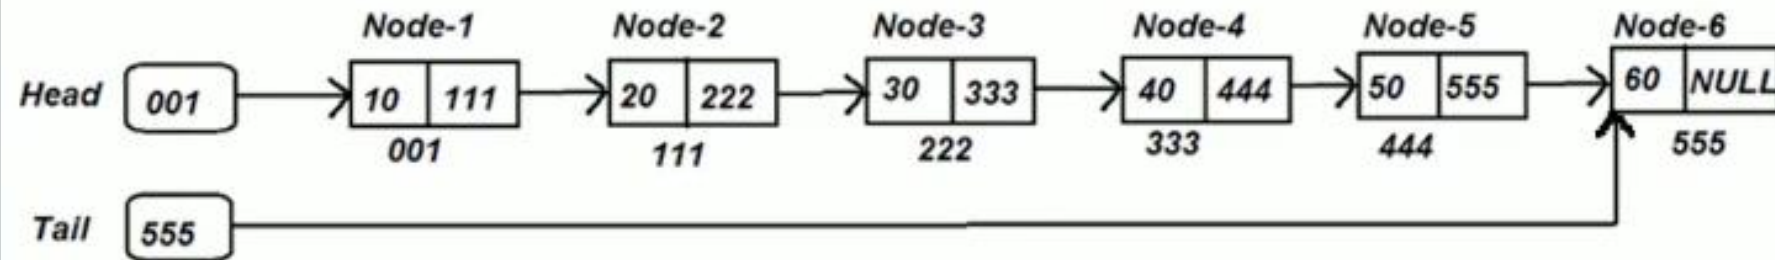 Node-1 Node-2 Node-3 Node-4 Node-5 Node-6
Head 001 10 111 20 222 30 333 40 444 50 555 60 NULL
001 111 222 333 444 555
Tail 555